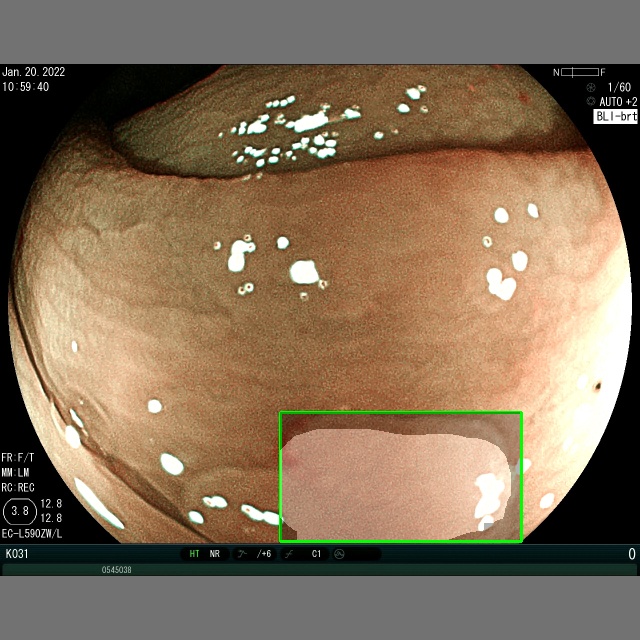 Jan. 20. 2022
10:59:40
N F
1/60
AUTO +2
BLI-brt
FR:F/T
MM:LM
RC:REC
3.8 12.8
12.8
EC-L590ZW/L
K031 HT NR /+6 C1 0
0545038